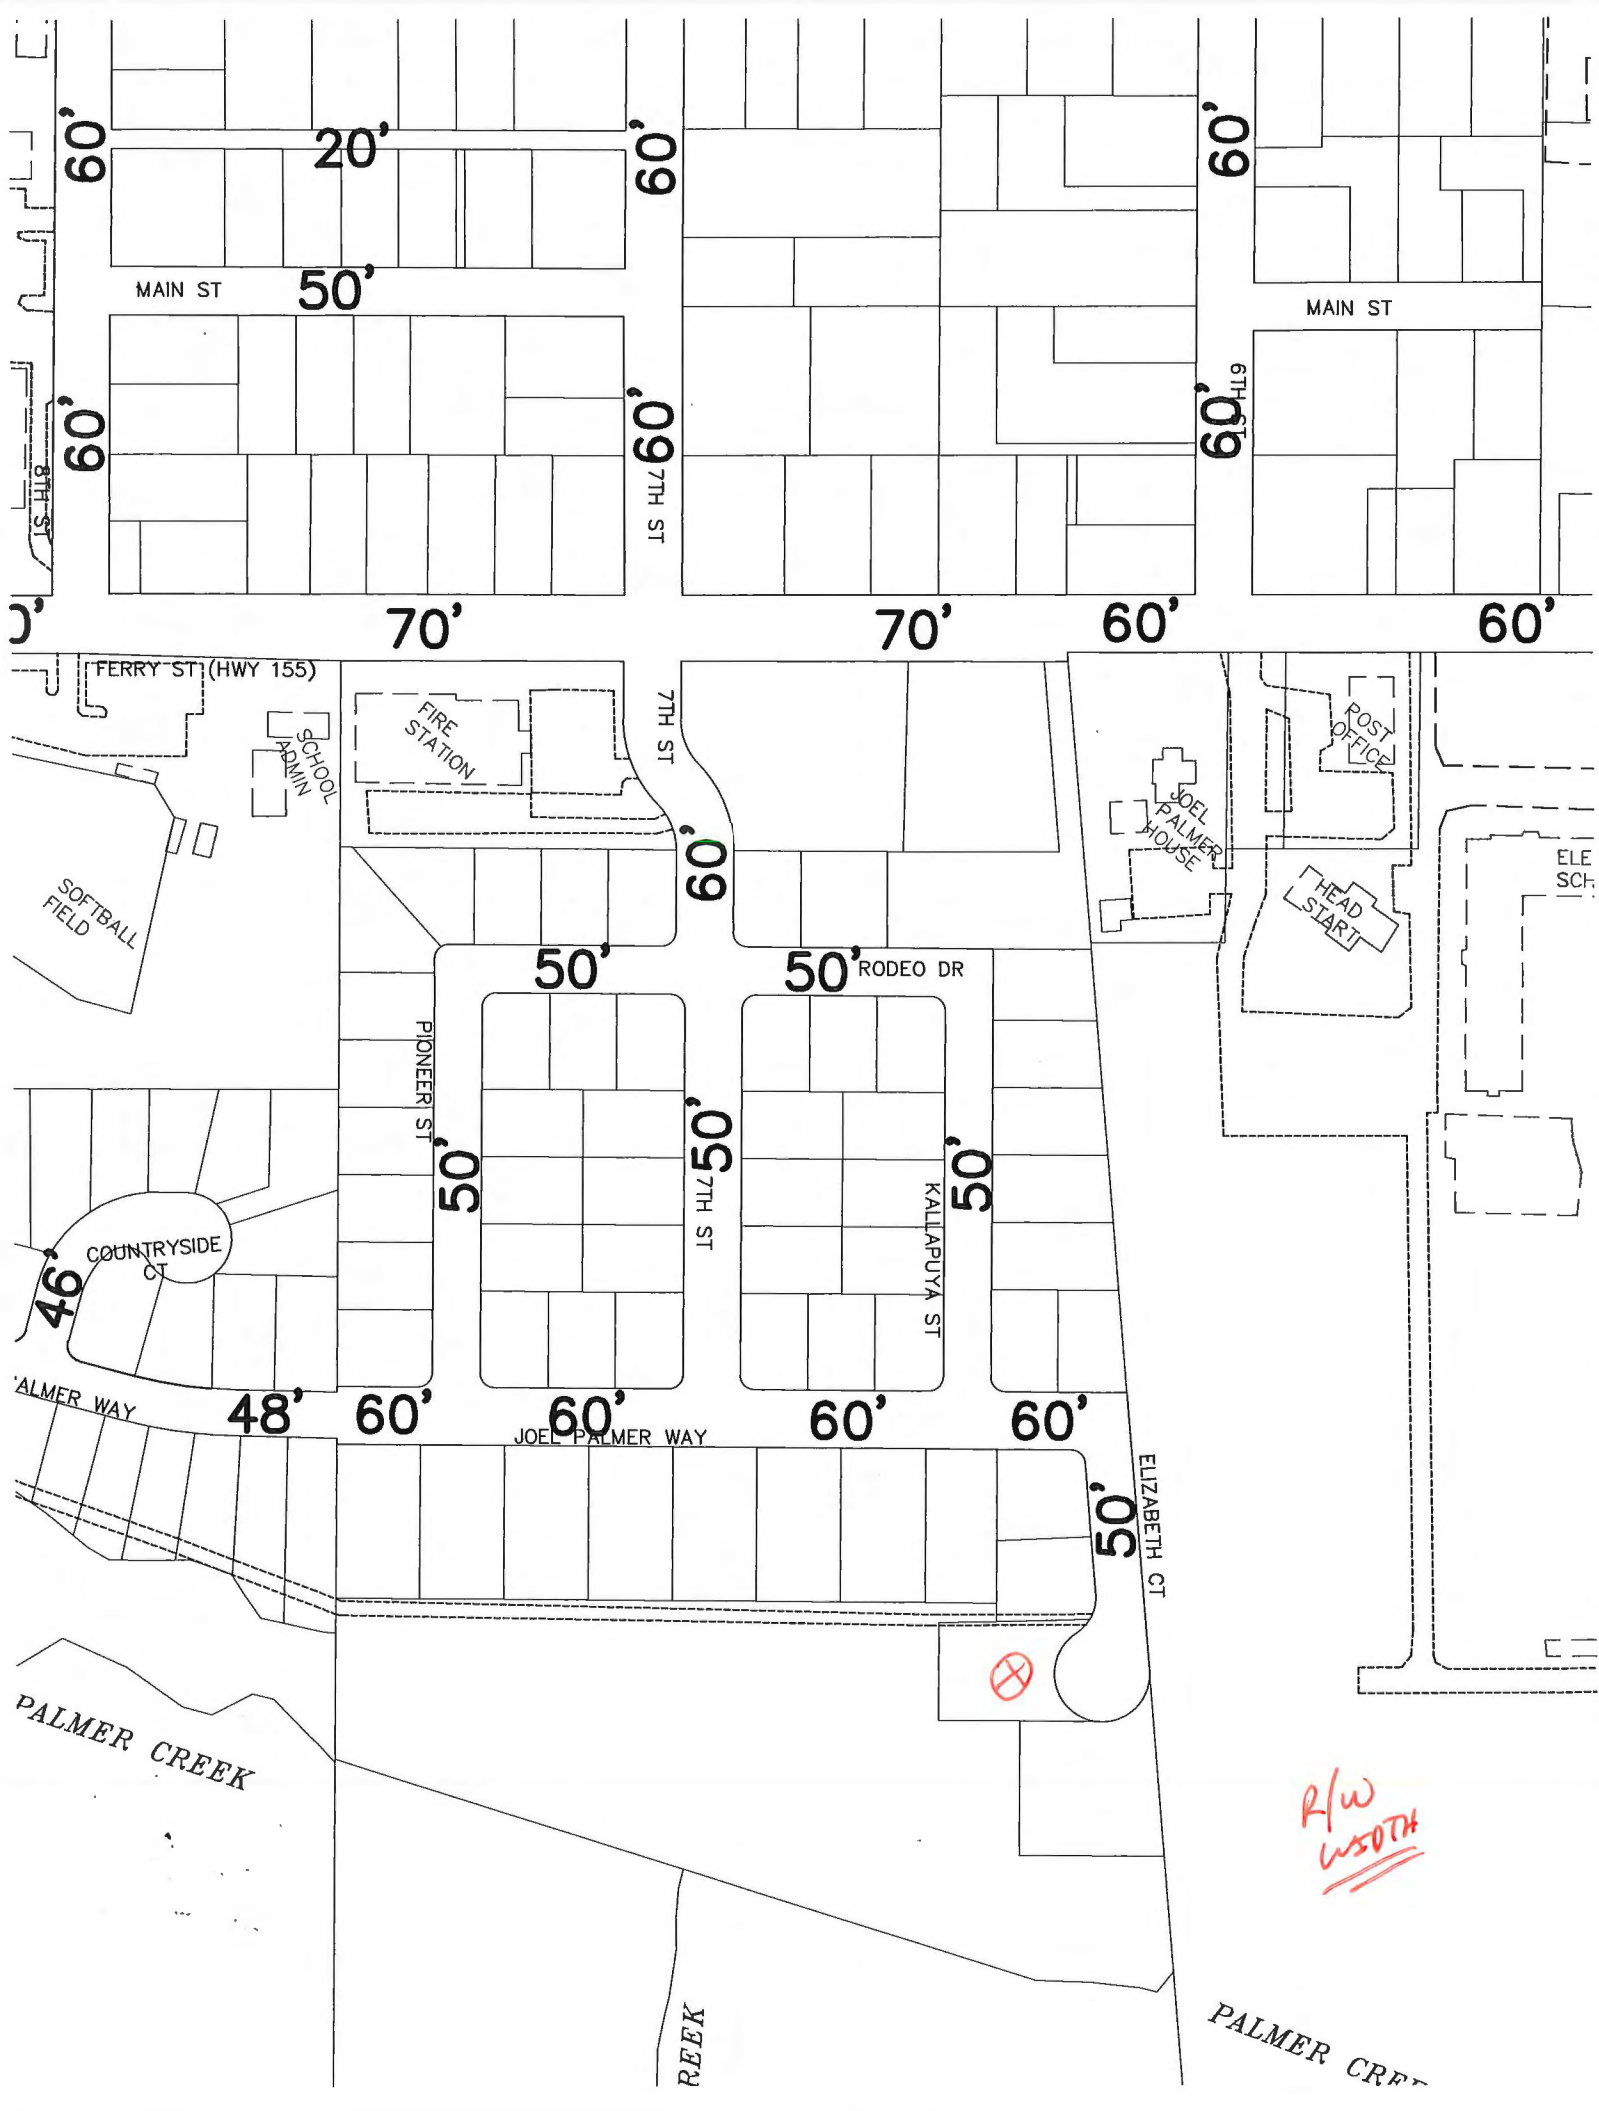 60'
20'
60'
60'
MAIN ST
50'
MAIN ST
60'
60'
6TH ST
60'
8TH ST
7TH ST
0'
70'
70'
60'
60'
FERRY ST (HWY 155)
7TH ST
FIRE
STATION
SCHOOL
ADMIN
POST
OFFICE
JOEL
PALMER
HOUSE
60'
ELE
SCH
HEAD
START
SOFTBALL
FIELD
50'
50'
RODEO DR
PIONEER ST
50'
50'
7TH ST
50'
KALLAPUYA ST
COUNTRYSIDE
CT
46'
ALMER WAY
48'
60'
60'
60'
60'
JOEL PALMER WAY
50'
ELIZABETH CT
PALMER CREEK
R/W
WIDTH
REEK
PALMER CREE